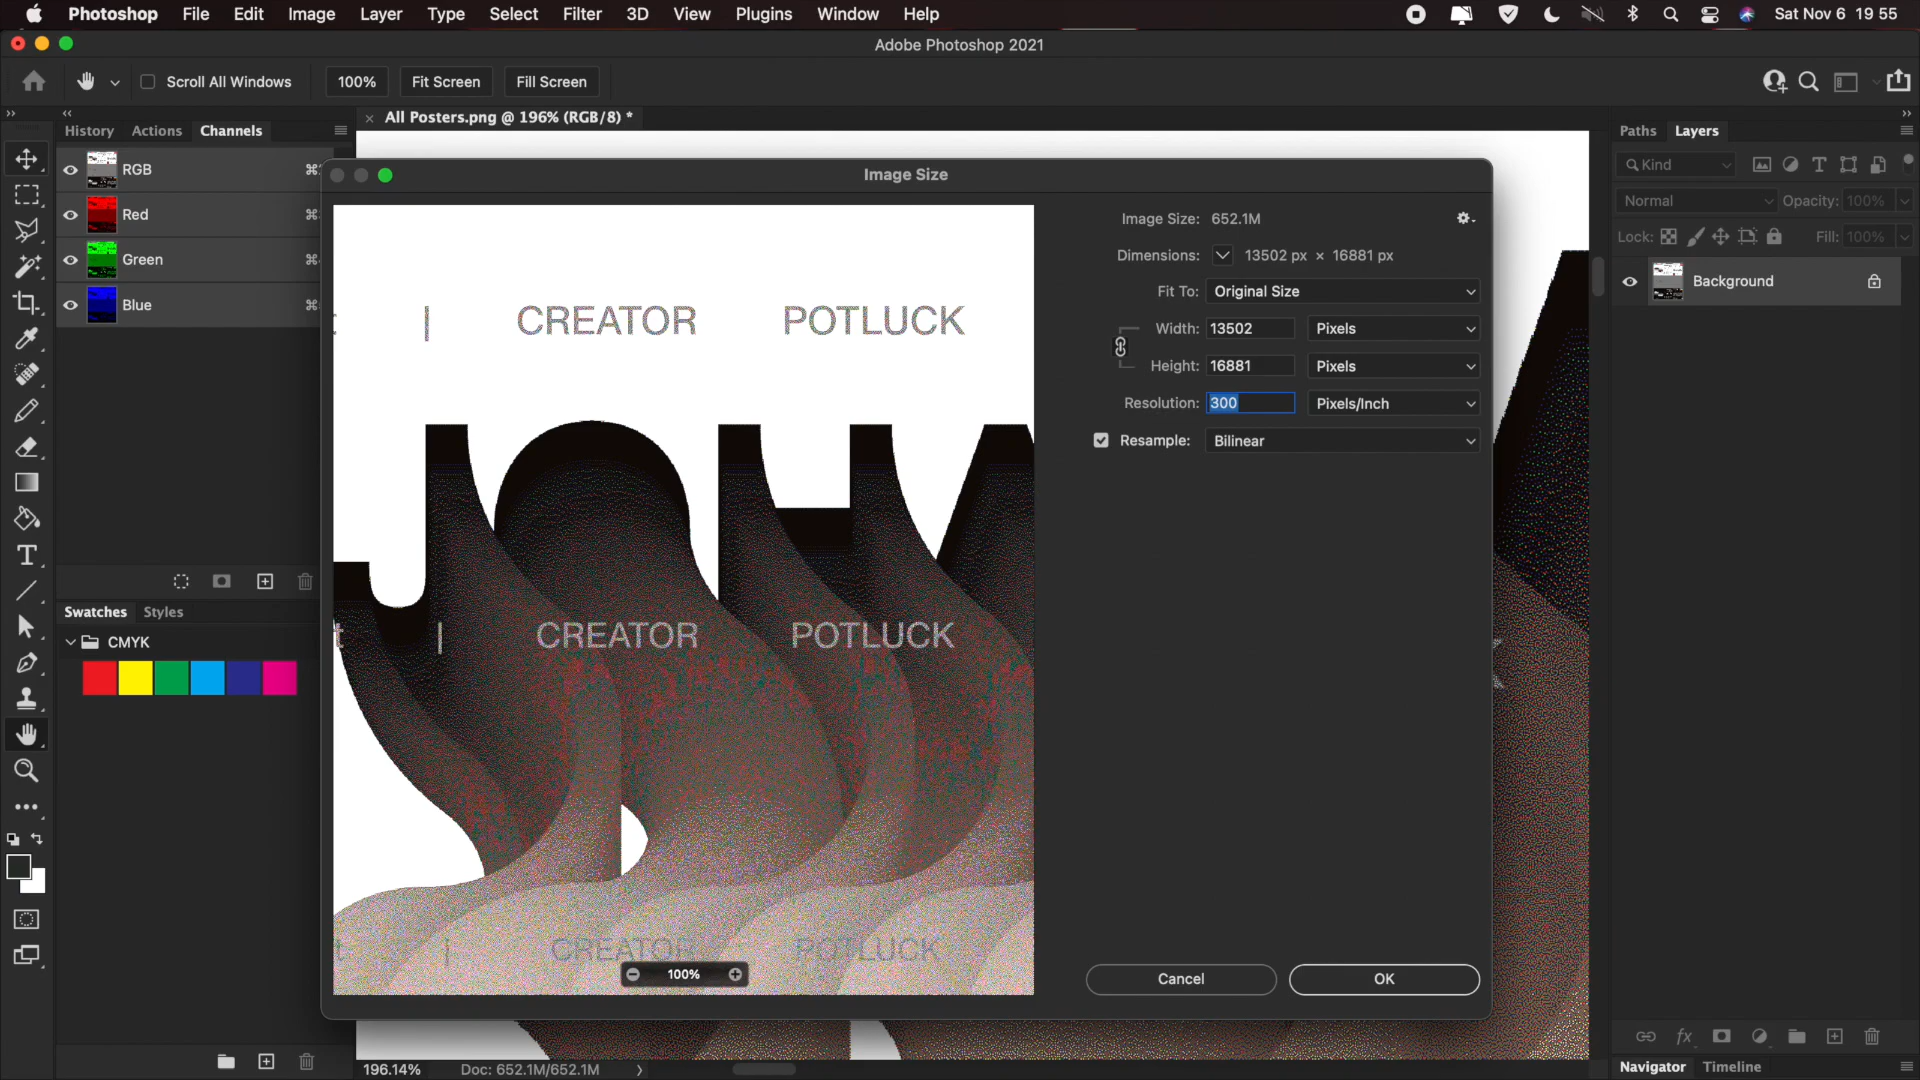 Photoshop File Edit Image Layer Type Select Filter 3D View Plugins Window Help Sat Nov 6 19 55
Adobe Photoshop 2021
Scroll All Windows 100% Fit Screen Fill Screen
History Actions Channels
All Posters.png @ 196% (RGB/8) *
Paths Layers
RGB
Red
Green
Blue
Kind
Normal Opacity: 100%
Lock: Fill: 100%
Background
Image Size
Image Size: 652.1M
Dimensions: 13502 px × 16881 px
Fit To: Original Size
Width: 13502 Pixels
Height: 16881 Pixels
Resolution: 300 Pixels/Inch
Resample: Bilinear
t | CREATOR POTLUCK
t | CREATOR POTLUCK
t | CREATOR POTLUCK
100%
Cancel OK
Swatches Styles
CMYK
196.14% Doc: 652.1M/652.1M
Navigator Timeline